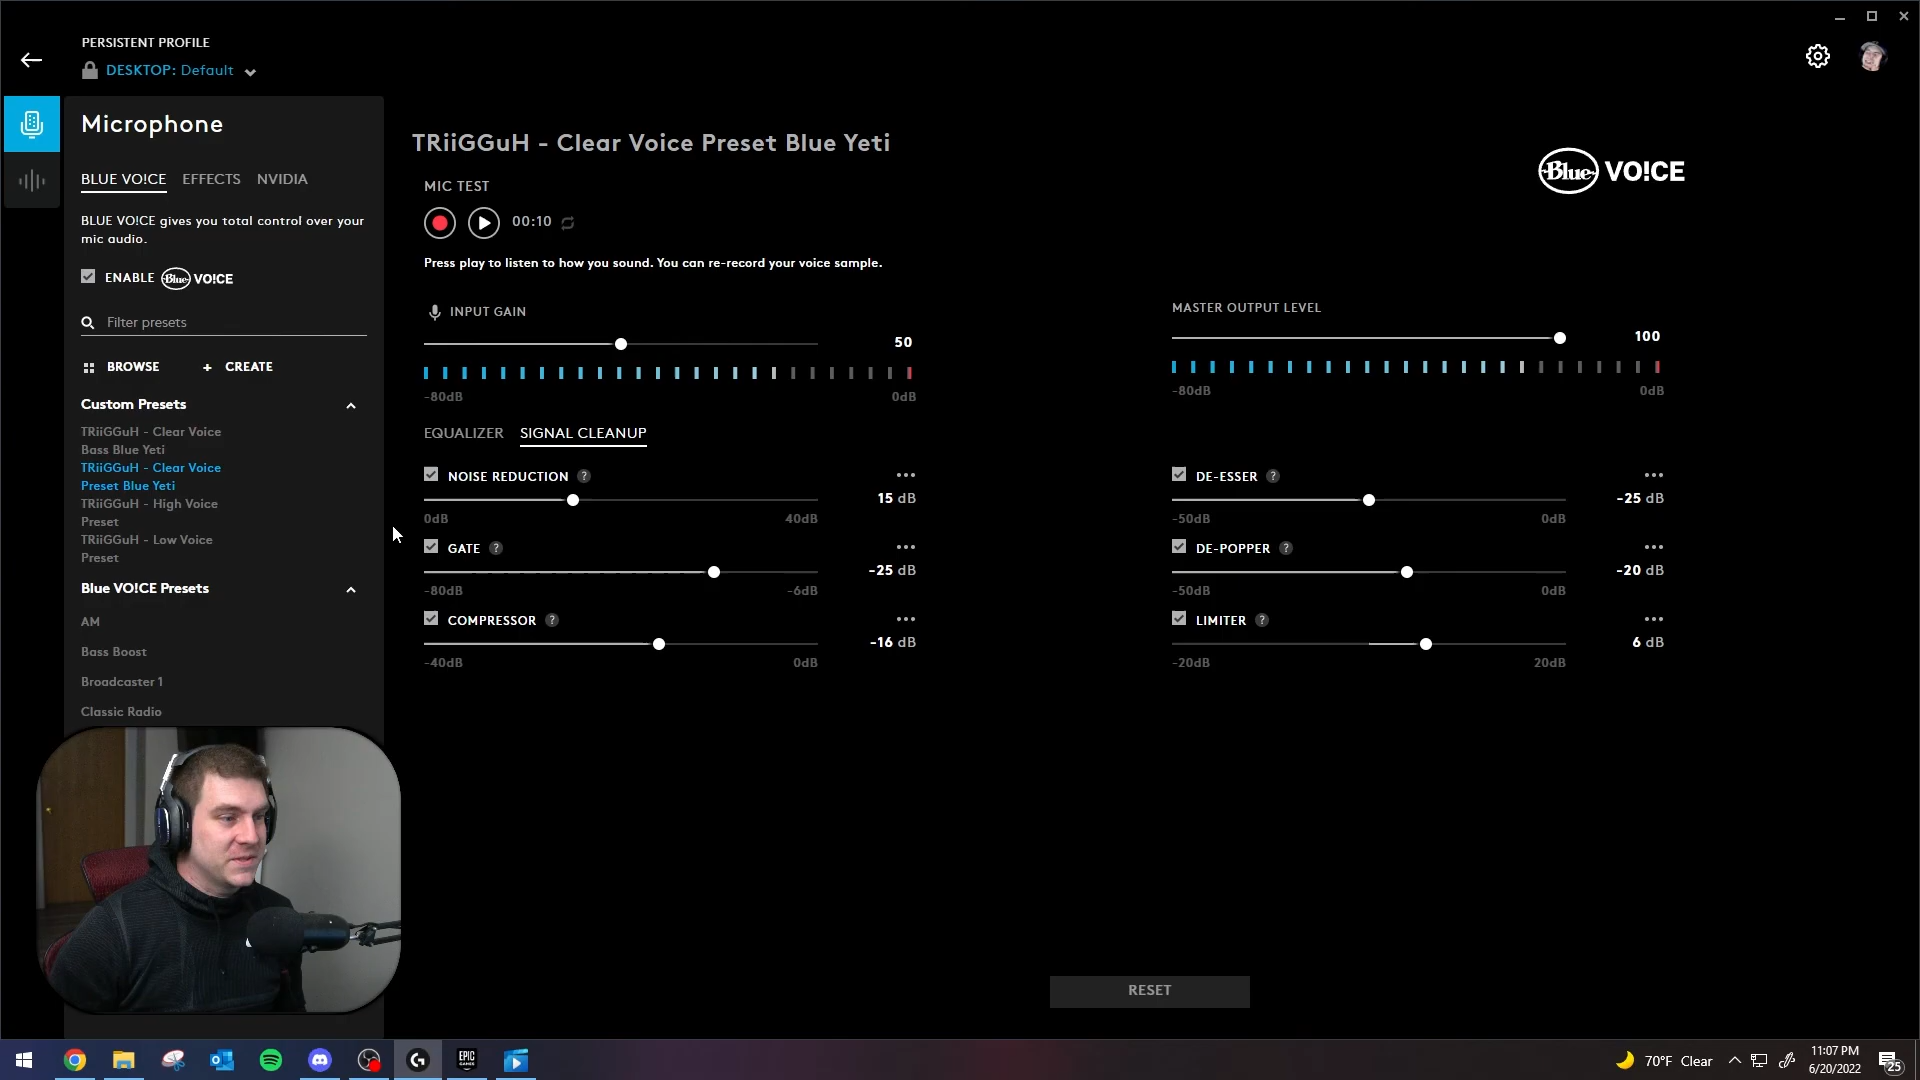 PERSISTENT PROFILE
DESKTOP: Default
Microphone
BLUE VO!CE EFFECTS NVIDIA
BLUE VO!CE gives you total control over your
mic audio.
ENABLE Blue VO!CE
Filter presets
BROWSE + CREATE
Custom Presets
TRiiGGuH - Clear Voice
Bass Blue Yeti
TRiiGGuH - Clear Voice
Preset Blue Yeti
TRiiGGuH - High Voice
Preset
TRiiGGuH - Low Voice
Preset
Blue VO!CE Presets
AM
Bass Boost
Broadcaster 1
Classic Radio
TRiiGGuH - Clear Voice Preset Blue Yeti
Blue VO!CE
MIC TEST
00:10
Press play to listen to how you sound. You can re-record your voice sample.
INPUT GAIN
50
-80dB 0dB
MASTER OUTPUT LEVEL
100
-80dB 0dB
EQUALIZER SIGNAL CLEANUP
NOISE REDUCTION ? •••
15 dB
0dB 40dB
GATE ? •••
-25 dB
-80dB -6dB
COMPRESSOR ? •••
-16 dB
-40dB 0dB
DE-ESSER ? •••
-25 dB
-50dB 0dB
DE-POPPER ? •••
-20 dB
-50dB 0dB
LIMITER ? •••
6 dB
-20dB 20dB
RESET
EPIC
GAMES
70°F Clear
11:07 PM
6/20/2022
25